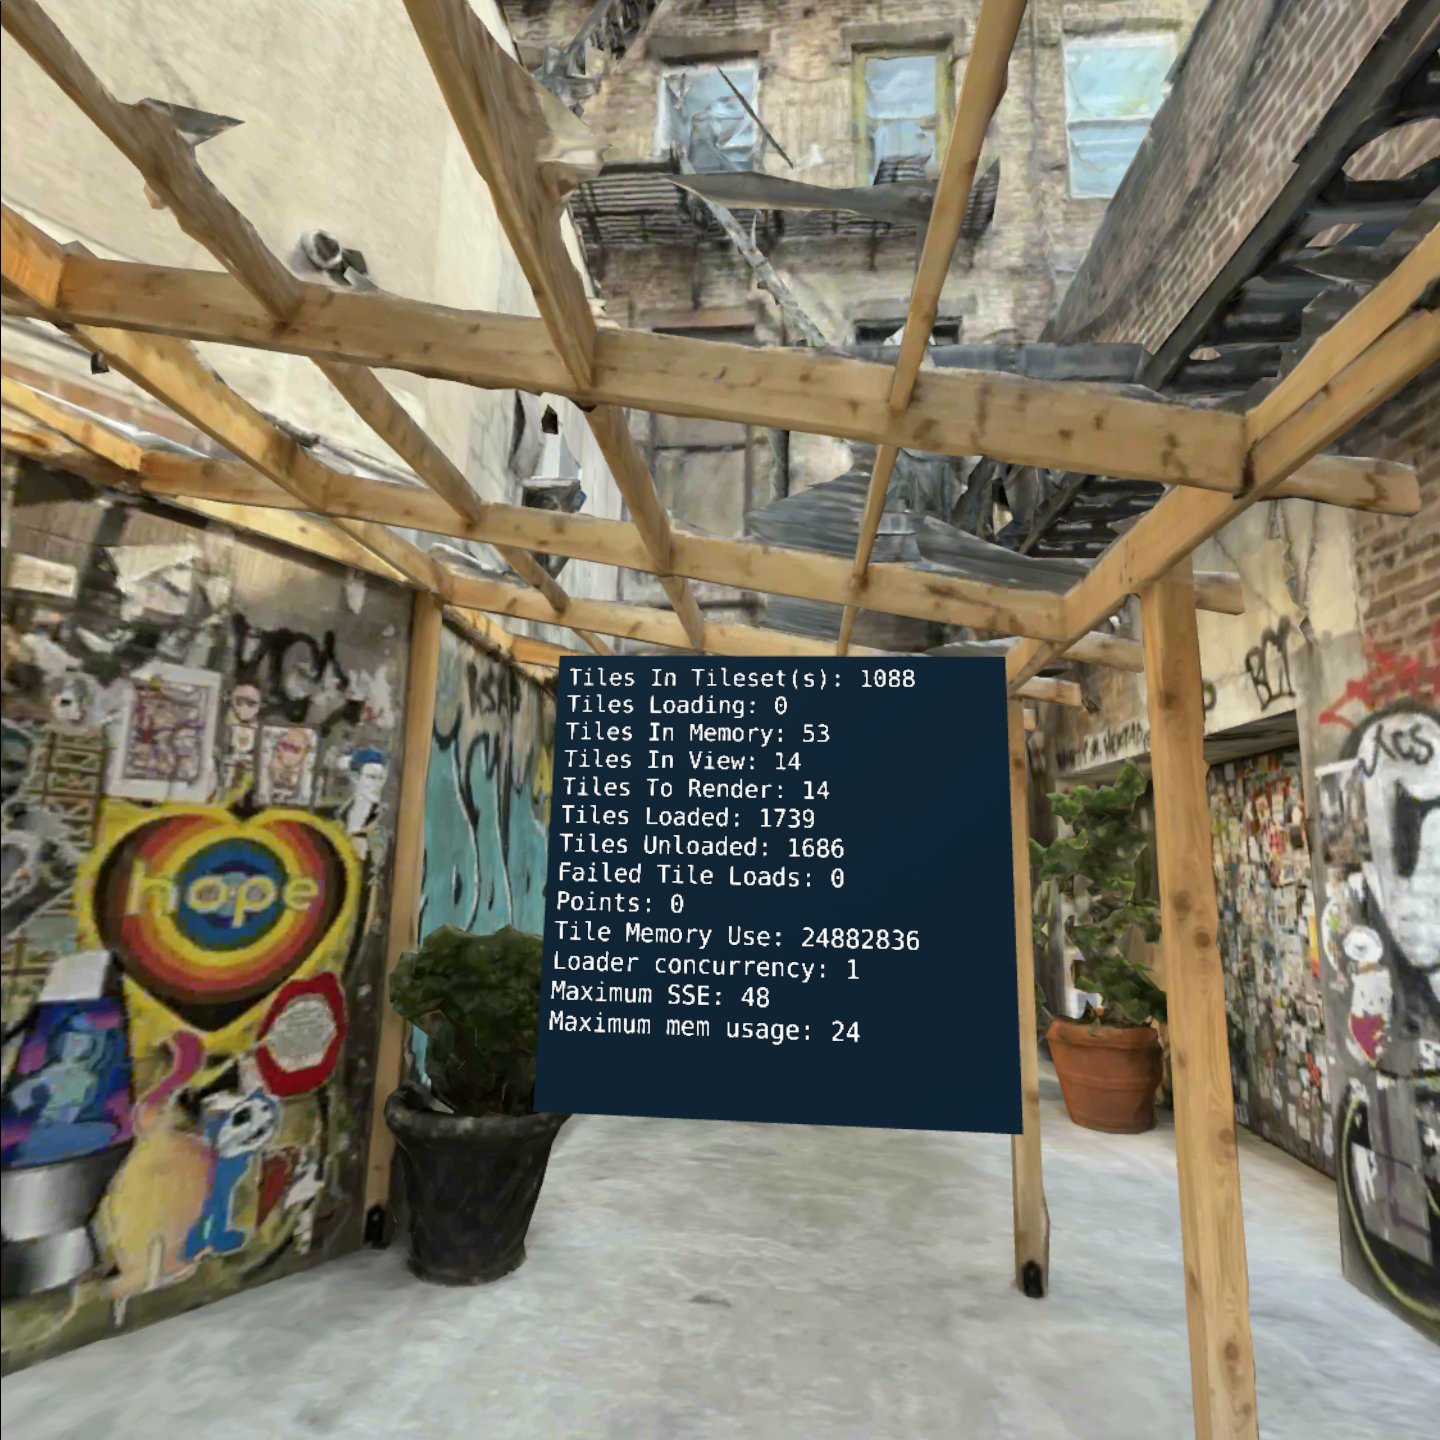 Tiles In Tileset(s): 1088
Tiles Loading: 0
Tiles In Memory: 53
Tiles In View: 14
Tiles To Render: 14
Tiles Loaded: 1739
Tiles Unloaded: 1686
Failed Tile Loads: 0
Points: 0
Tile Memory Use: 24882836
Loader concurrency: 1
Maximum SSE: 48
Maximum mem usage: 24
hope